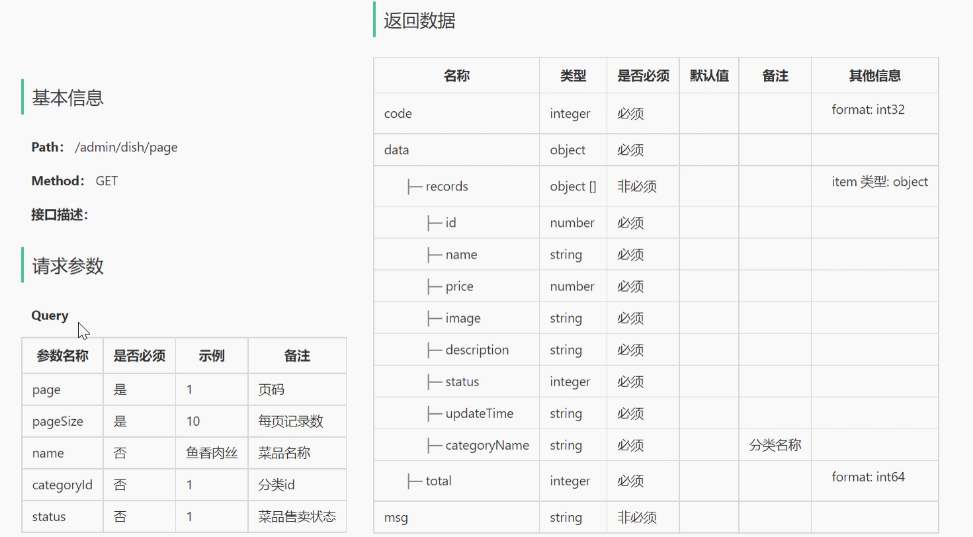 基本信息
Path： /admin/dish/page
Method： GET
接口描述：
请求参数
Query
参数名称 是否必须 示例 备注
page 是 1 页码
pageSize 是 10 每页记录数
name 否 鱼香肉丝 菜品名称
categoryId 否 1 分类id
status 否 1 菜品售卖状态
返回数据
名称 类型 是否必须 默认值 备注 其他信息
code integer 必须 format: int32
data object 必须
├─ records object [] 非必须 item 类型: object
├─ id number 必须
├─ name string 必须
├─ price number 必须
├─ image string 必须
├─ description string 必须
├─ status integer 必须
├─ updateTime string 必须
├─ categoryName string 必须 分类名称
├─ total integer 必须 format: int64
msg string 非必须